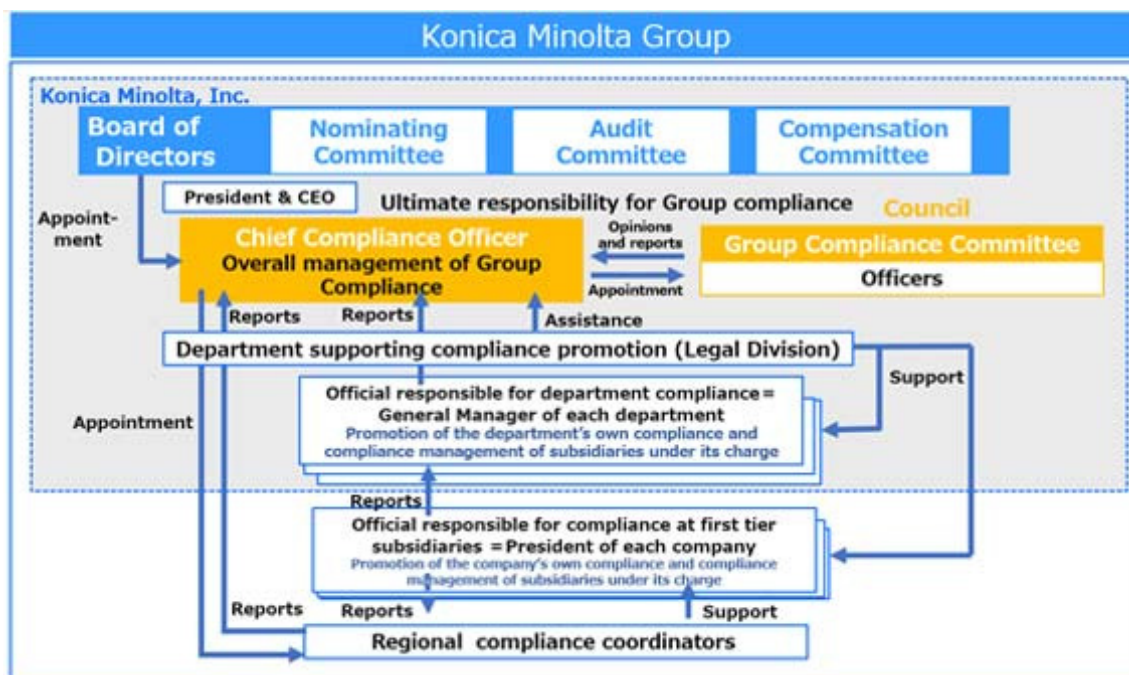 Konica Minolta Group
Konica Minolta, Inc.
Board of
Directors
Nominating
Committee
Audit
Committee
Compensation
Committee
President & CEO
Ultimate responsibility for Group compliance
Appoint-
ment
Council
Chief Compliance Officer
Overall management of Group
Compliance
Opinions
and reports
Appointment
Group Compliance Committee
Officers
Reports
Reports
Assistance
Department supporting compliance promotion (Legal Division)
Support
Appointment
Official responsible for department compliance =
General Manager of each department
Promotion of the department's own compliance and
compliance management of subsidiaries under its charge
Reports
Official responsible for compliance at first tier
subsidiaries = President of each company
Promotion of the company's own compliance and compliance
management of subsidiaries under its charge
Reports
Reports
Support
Regional compliance coordinators